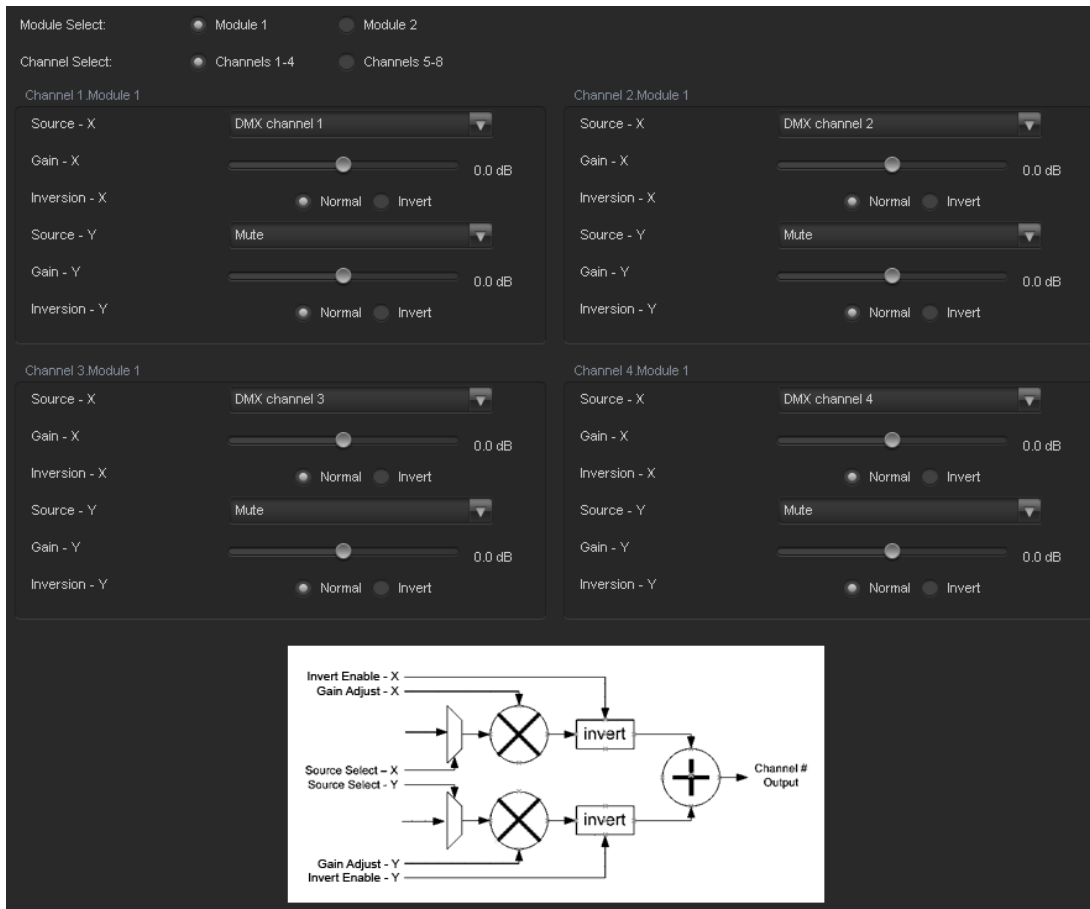 Module Select: Module 1 Module 2
Channel Select: Channels 1-4 Channels 5-8
Channel 1.Module 1
Source - X DMX channel 1
Gain - X 0.0 dB
Inversion - X Normal Invert
Source - Y Mute
Gain - Y 0.0 dB
Inversion - Y Normal Invert
Channel 2.Module 1
Source - X DMX channel 2
Gain - X 0.0 dB
Inversion - X Normal Invert
Source - Y Mute
Gain - Y 0.0 dB
Inversion - Y Normal Invert
Channel 3.Module 1
Source - X DMX channel 3
Gain - X 0.0 dB
Inversion - X Normal Invert
Source - Y Mute
Gain - Y 0.0 dB
Inversion - Y Normal Invert
Channel 4.Module 1
Source - X DMX channel 4
Gain - X 0.0 dB
Inversion - X Normal Invert
Source - Y Mute
Gain - Y 0.0 dB
Inversion - Y Normal Invert
Invert Enable - X
Gain Adjust - X
invert
Source Select – X
Source Select - Y
Channel #
Output
invert
Gain Adjust - Y
Invert Enable - Y